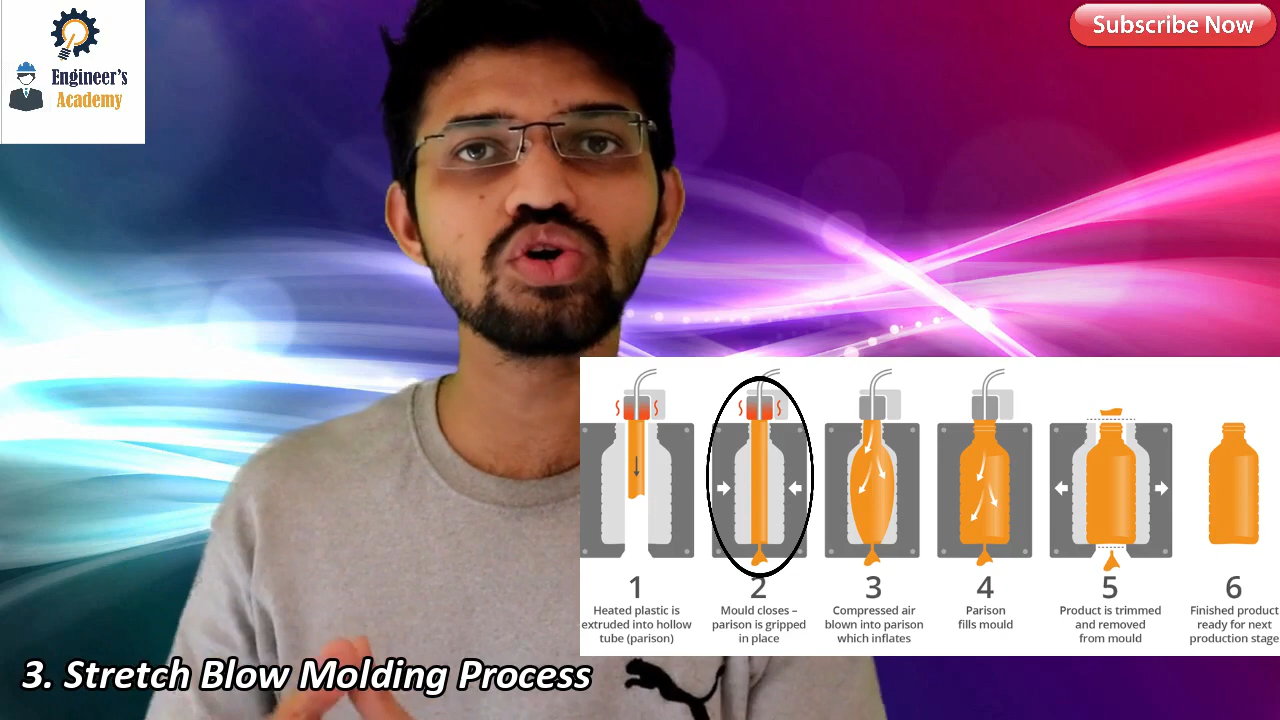 Engineer's
Academy
Subscribe Now
1
Heated plastic is
extruded into hollow
tube (parison)
2
Mould closes –
parison is gripped
in place
3
Compressed air
blown into parison
which inflates
4
Parison
fills mould
5
Product is trimmed
and removed
from mould
6
Finished product
ready for next
production stage
3. Stretch Blow Molding Process